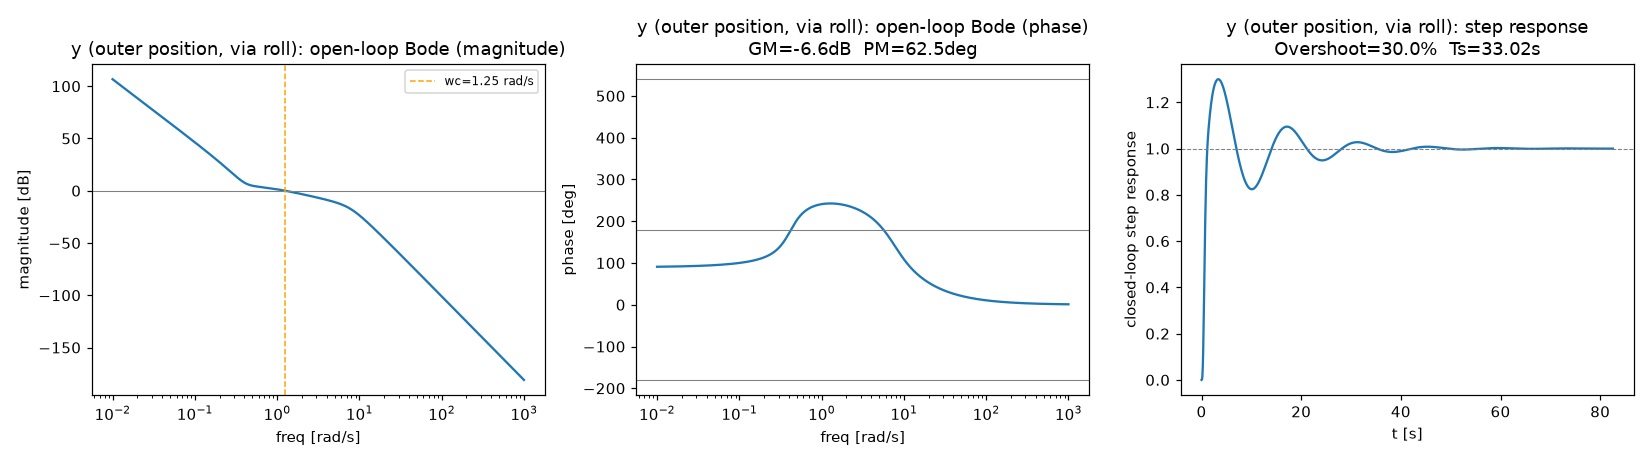 y (outer position, via roll): open-loop Bode (magnitude)
wc=1.25 rad/s
magnitude [dB]
100
50
0
−50
−100
−150
10⁻² 10⁻¹ 10⁰ 10¹ 10² 10³
freq [rad/s]
y (outer position, via roll): open-loop Bode (phase)
GM=-6.6dB PM=62.5deg
phase [deg]
500
400
300
200
100
0
−100
−200
10⁻² 10⁻¹ 10⁰ 10¹ 10² 10³
freq [rad/s]
y (outer position, via roll): step response
Overshoot=30.0% Ts=33.02s
closed-loop step response
1.2
1.0
0.8
0.6
0.4
0.2
0.0
0 20 40 60 80
t [s]